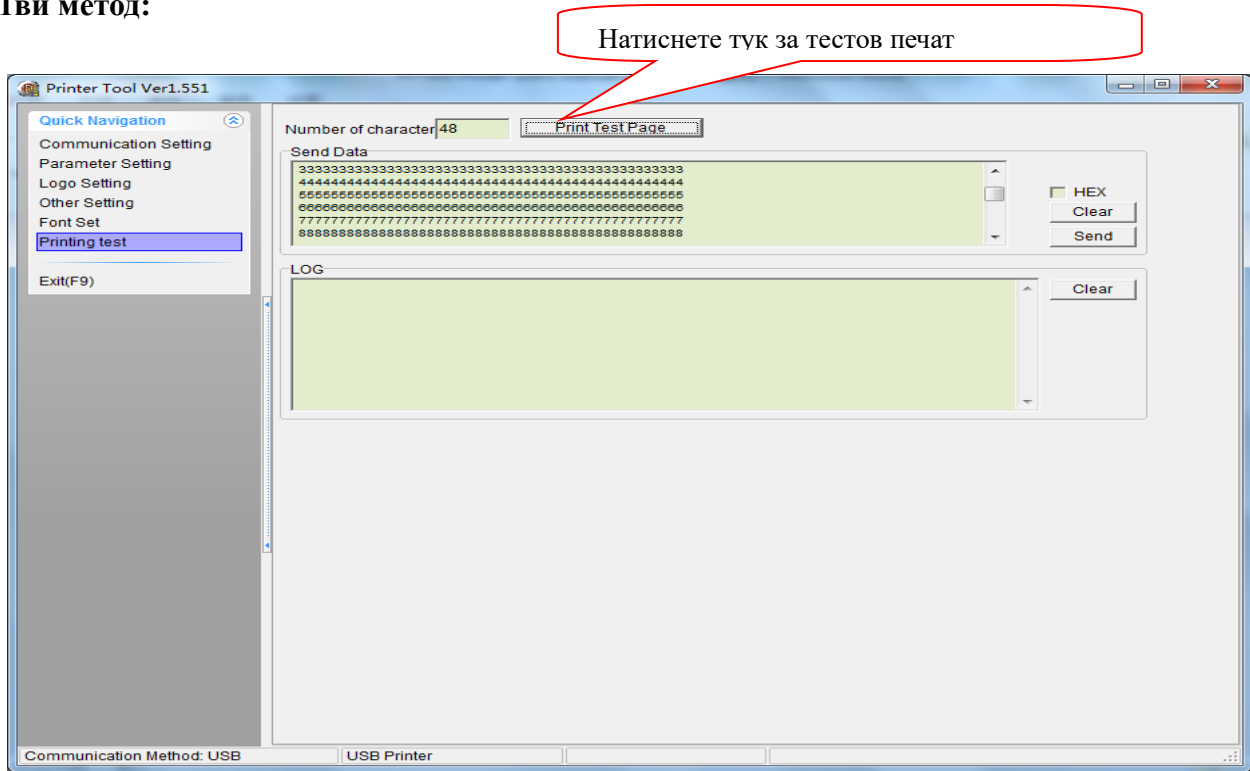 1ви метод:
Натиснете тук за тестов печат
Printer Tool Ver1.551
Quick Navigation
Communication Setting
Parameter Setting
Logo Setting
Other Setting
Font Set
Printing test
Exit(F9)
Number of character 48
Print Test Page
Send Data
333333333333333333333333333333333333333333333333
444444444444444444444444444444444444444444444444
555555555555555555555555555555555555555555555555
666666666666666666666666666666666666666666666666
777777777777777777777777777777777777777777777777
888888888888888888888888888888888888888888888888
HEX
Clear
Send
LOG
Clear
Communication Method: USB
USB Printer